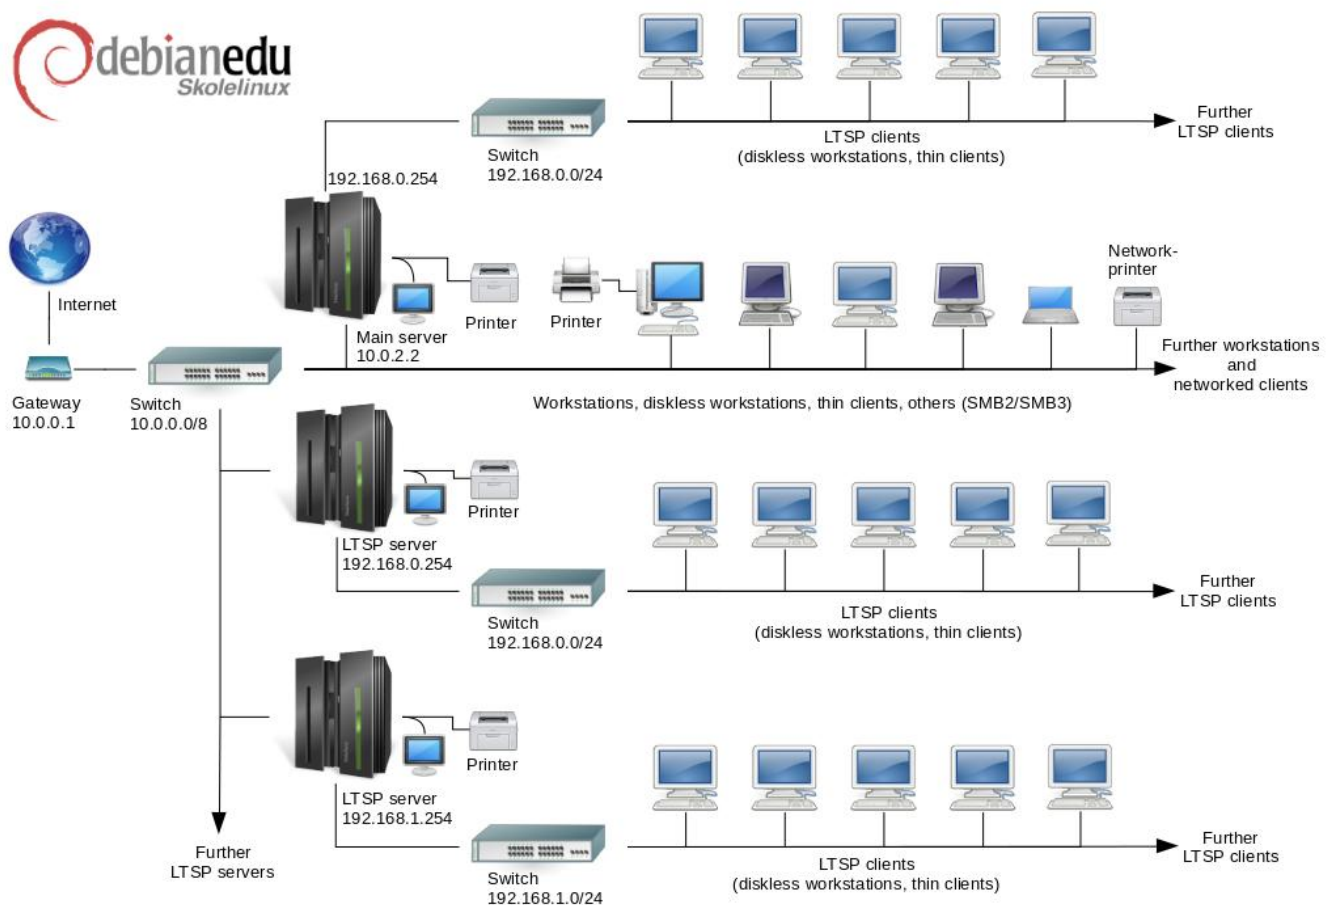 debianedu
Skolelinux
Further
LTSP clients
LTSP clients
(diskless workstations, thin clients)
Switch
192.168.0.0/24
192.168.0.254
Internet
Network-
printer
Printer
Printer
Main server
10.0.2.2
Further workstations
and
networked clients
Gateway
10.0.0.1
Switch
10.0.0.0/8
Workstations, diskless workstations, thin clients, others (SMB2/SMB3)
Printer
LTSP server
192.168.0.254
Further
LTSP clients
LTSP clients
(diskless workstations, thin clients)
Switch
192.168.0.0/24
Printer
LTSP server
192.168.1.254
Further
LTSP servers
Further
LTSP clients
LTSP clients
(diskless workstations, thin clients)
Switch
192.168.1.0/24